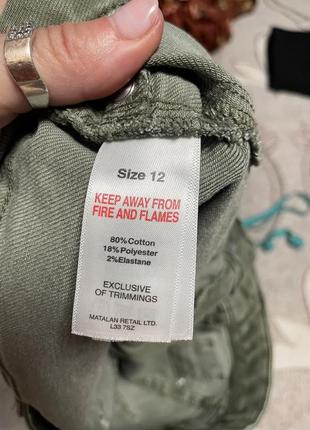 Size 12
KEEP AWAY FROM
FIRE AND FLAMES
80%Cotton
18%Polyester
2%Elastane
EXCLUSIVE
OF TRIMMINGS
MATALAN RETAIL LTD.
L33 7SZ